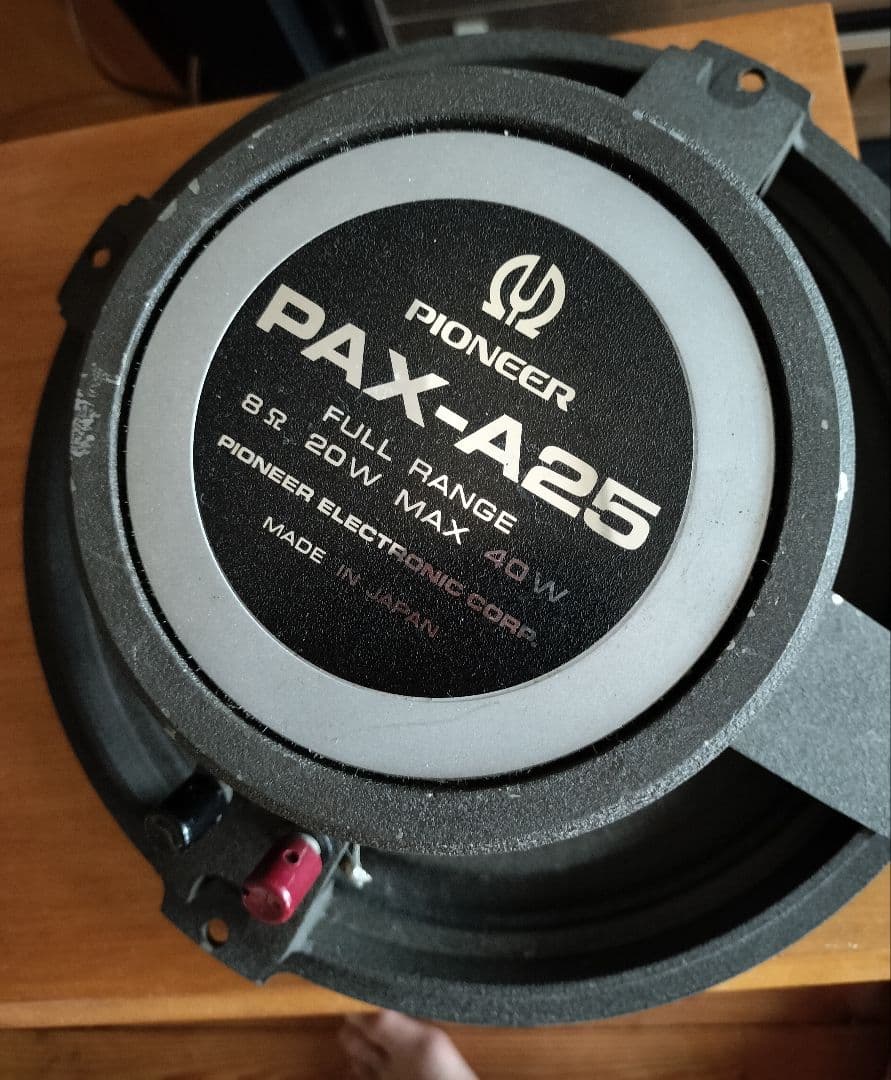 PIONEER
PAX-A25
FULL RANGE
8Ω 20W MAX 40W
PIONEER ELECTRONIC CORP.
MADE IN JAPAN